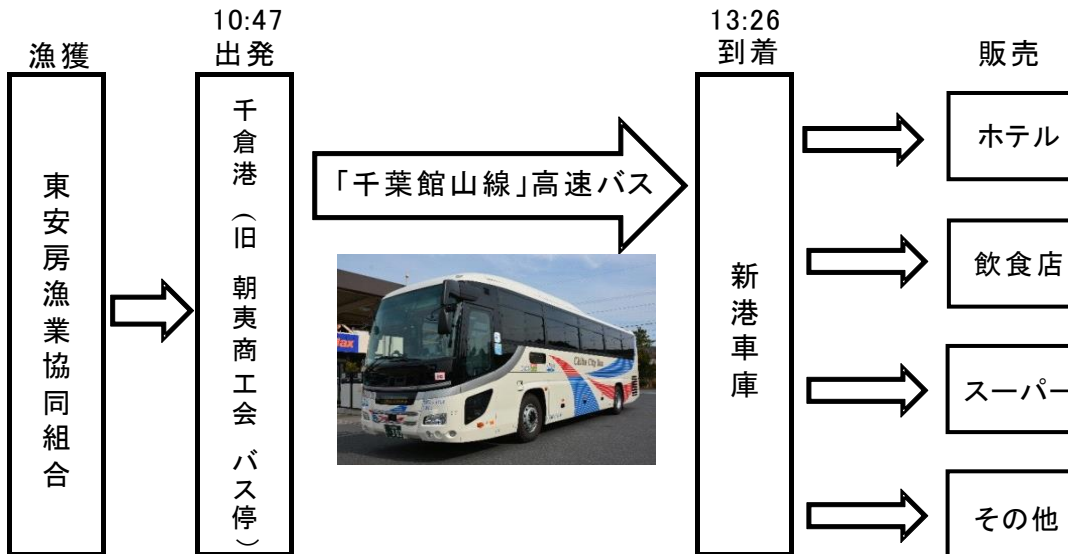 漁獲
10:47
出発
13:26
到着
販売
東安房漁業協同組合
千倉港（旧 朝夷商工会 バス停）
「千葉館山線」高速バス
Chiba City Bus
新港車庫
ホテル
飲食店
スーパー
その他